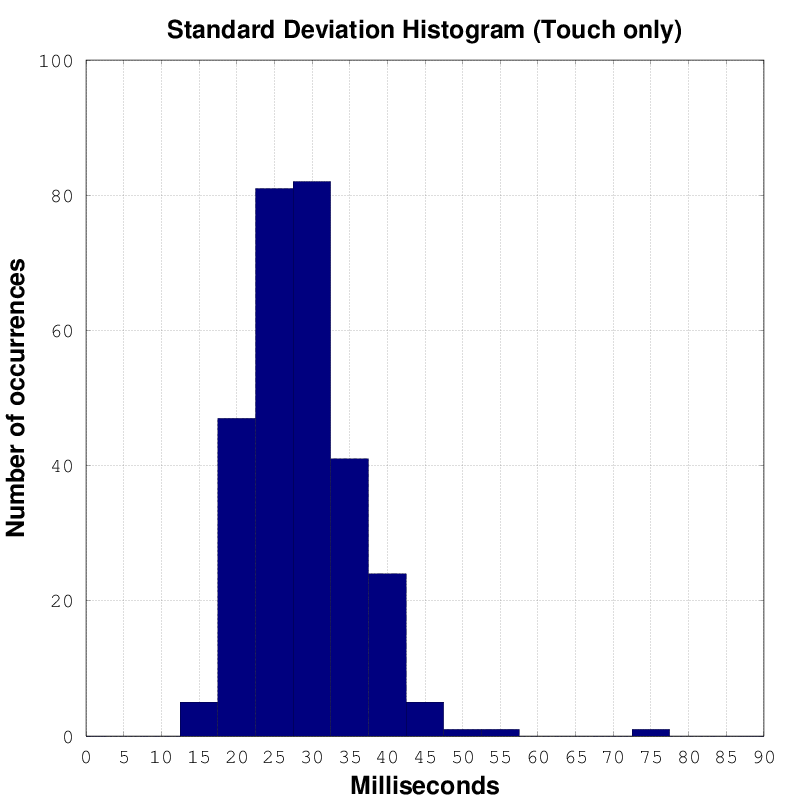 Standard Deviation Histogram (Touch only)
Number of occurrences
100
80
60
40
20
0
0 5 10 15 20 25 30 35 40 45 50 55 60 65 70 75 80 85 90
Milliseconds